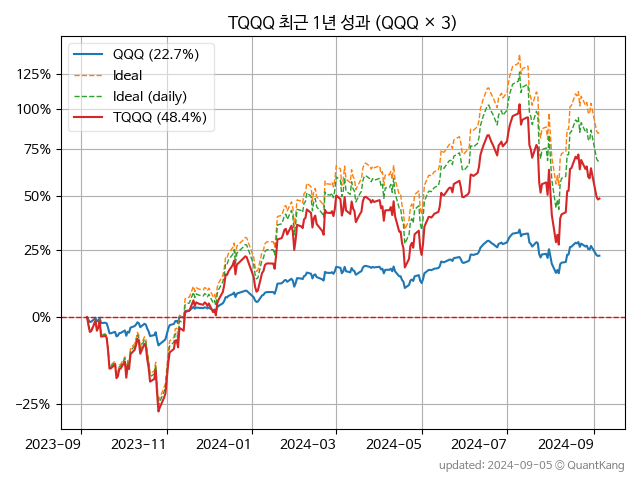 TQQQ 최근 1년 성과 (QQQ × 3)
QQQ (22.7%)
Ideal
Ideal (daily)
TQQQ (48.4%)
125%
100%
75%
50%
25%
0%
−25%
2023-09 2023-11 2024-01 2024-03 2024-05 2024-07 2024-09
updated: 2024-09-05 © QuantKang